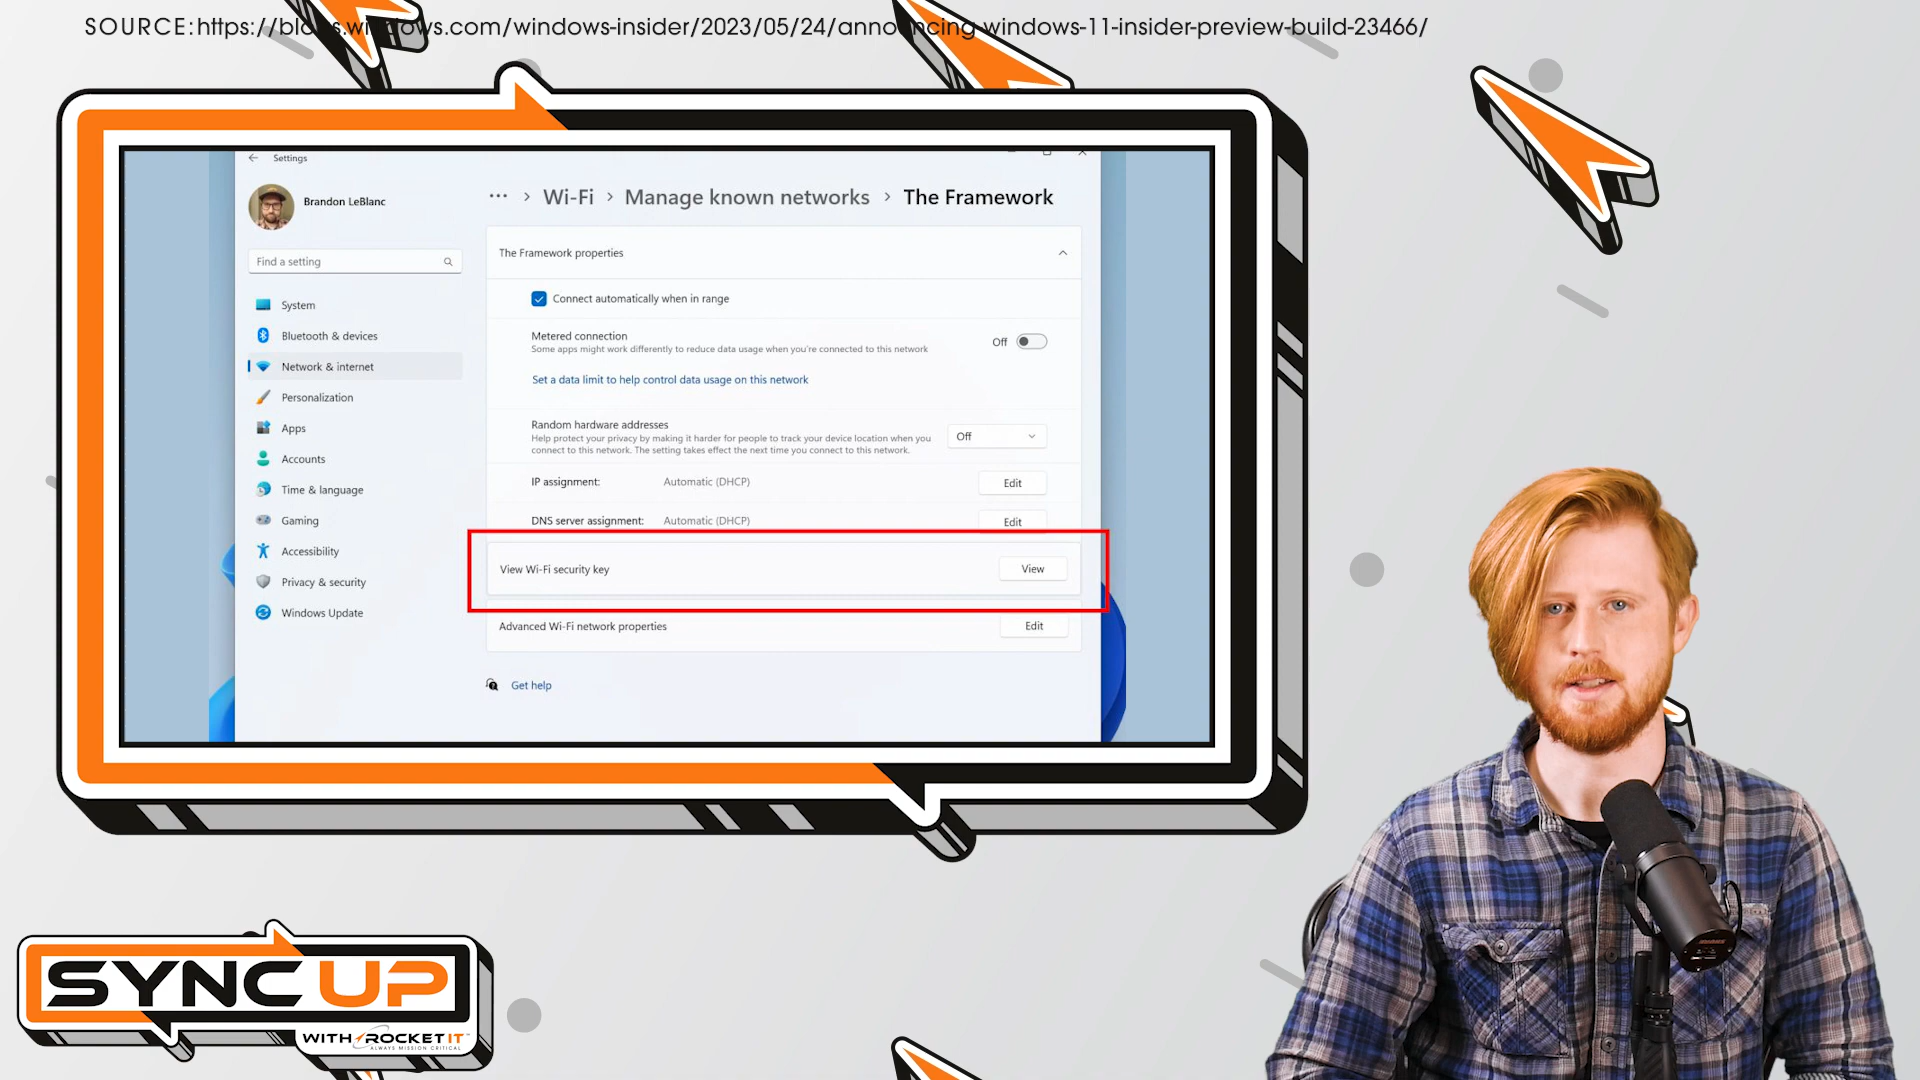 SOURCE: https://blogs.windows.com/windows-insider/2023/05/24/announcing-windows-11-insider-preview-build-23466/
Settings
Brandon LeBlanc
··· > Wi-Fi > Manage known networks > The Framework
Find a setting
System
Bluetooth & devices
Network & internet
Personalization
Apps
Accounts
Time & language
Gaming
Accessibility
Privacy & security
Windows Update
The Framework properties
Connect automatically when in range
Metered connection
Some apps might work differently to reduce data usage when you're connected to this network
Off
Set a data limit to help control data usage on this network
Random hardware addresses
Help protect your privacy by making it harder for people to track your device location when you
connect to this network. The setting takes effect the next time you connect to this network.
Off
IP assignment: Automatic (DHCP) Edit
DNS server assignment: Automatic (DHCP) Edit
View Wi-Fi security key View
Advanced Wi-Fi network properties Edit
Get help
SYNC UP
WITH ROCKET IT
ALWAYS MISSION CRITICAL